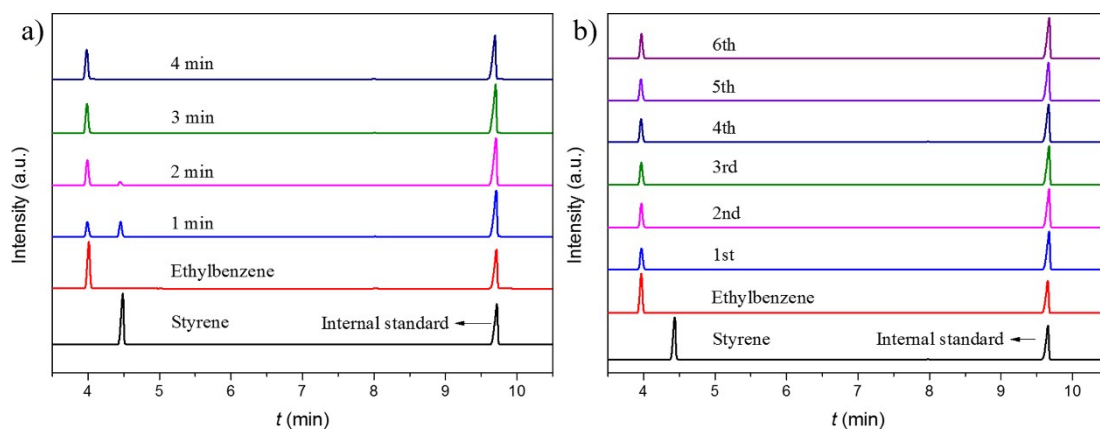 a)
4 min
3 min
2 min
1 min
Ethylbenzene
Styrene
Internal standard
Intensity (a.u.)
4 5 6 7 8 9 10
t (min)
b)
6th
5th
4th
3rd
2nd
1st
Ethylbenzene
Styrene
Internal standard
Intensity (a.u.)
4 5 6 7 8 9 10
t (min)